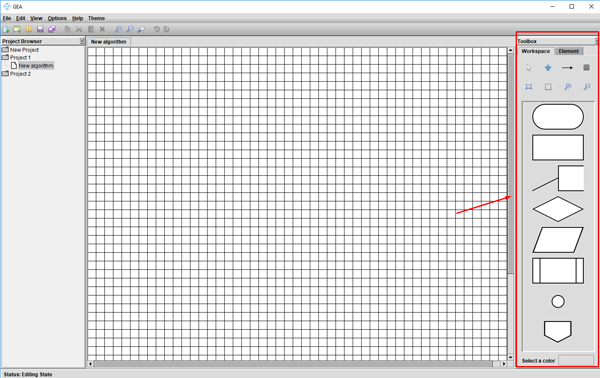 GEA
File Edit View Options Help Theme
Project Browser
New Project
Project 1
New algorithm
Project 2
New algorithm
Toolbox
Workspace Element
Select a color
Status: Editing State